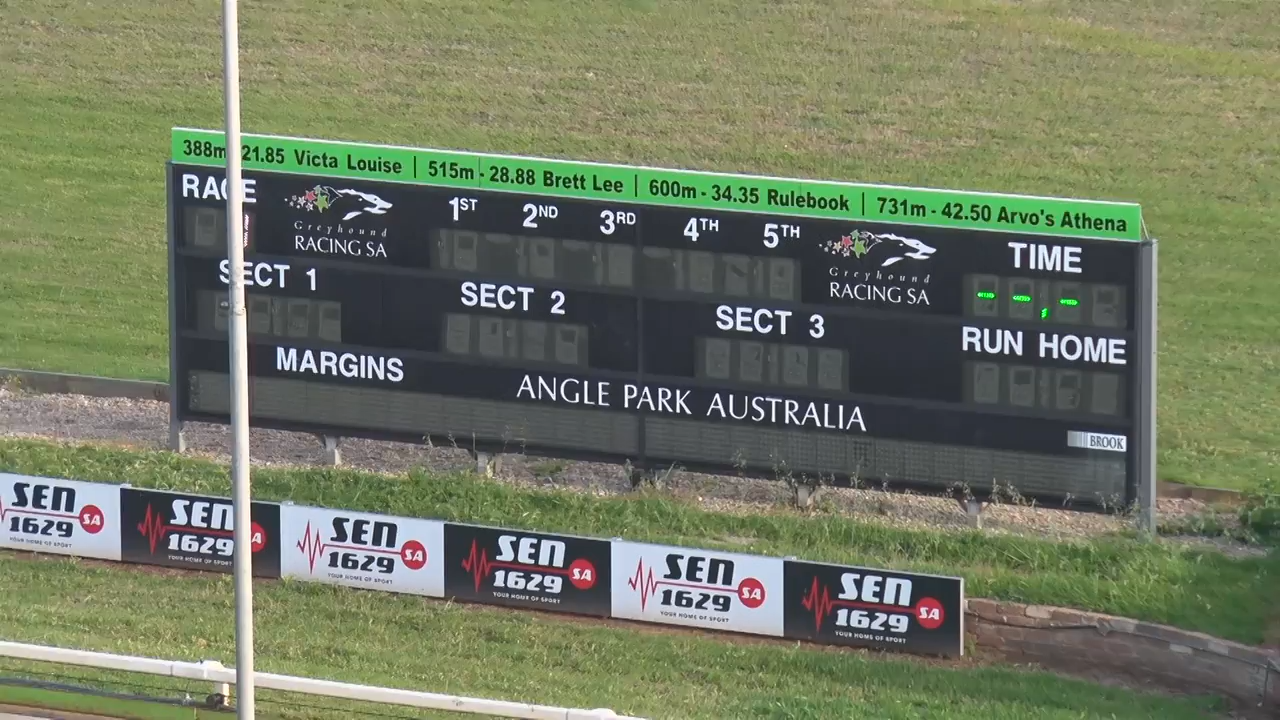 388m 21.85 Victa Louise | 515m - 28.88 Brett Lee | 600m - 34.35 Rulebook | 731m - 42.50 Arvo's Athena
RACE
Greyhound
RACING SA
1ST 2ND 3RD 4TH 5TH
Greyhound
RACING SA
TIME
SECT 1
SECT 2
SECT 3
RUN HOME
MARGINS
ANGLE PARK AUSTRALIA
BROOK
SEN
1629 SA
YOUR HOME OF SPORT
SEN
1629
YOUR HOME OF SPORT
SEN
1629 SA
YOUR HOME OF SPORT
SEN
1629 SA
YOUR HOME OF SPORT
SEN
1629 SA
YOUR HOME OF SPORT
SEN
1629 SA
YOUR HOME OF SPORT